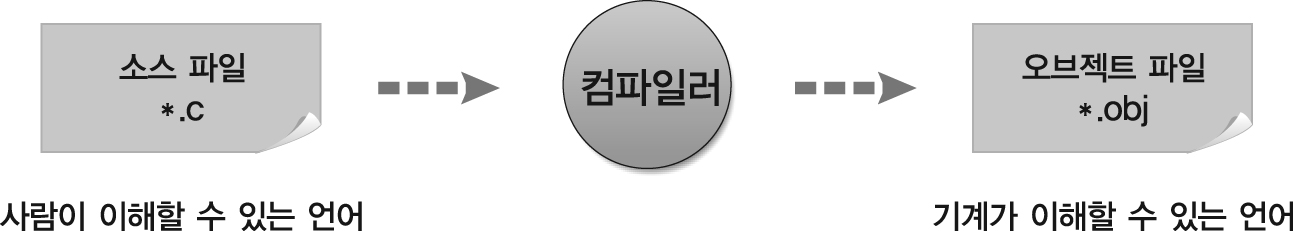 소스 파일
*.c
컴파일러
오브젝트 파일
*.obj
사람이 이해할 수 있는 언어
기계가 이해할 수 있는 언어